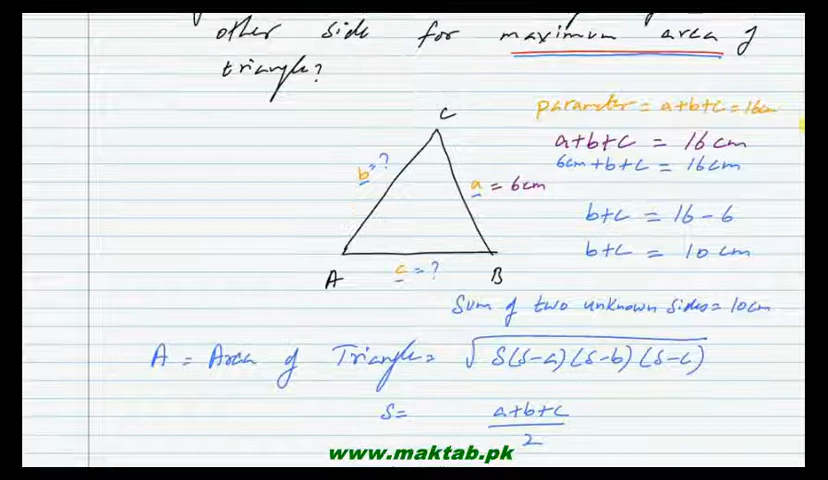 other side for maximum area of
triangle?
C
parameter = a+b+c = 16cm
a+b+c = 16 cm
b = ?
6cm+b+c = 16cm
a = 6cm
b+c = 16 - 6
b+c = 10 cm
A
c = ?
B
Sum of two unknown sides = 10cm
A = Area of Triangle = √S(S-a)(S-b)(S-c)
S = a+b+c
2
www.maktab.pk